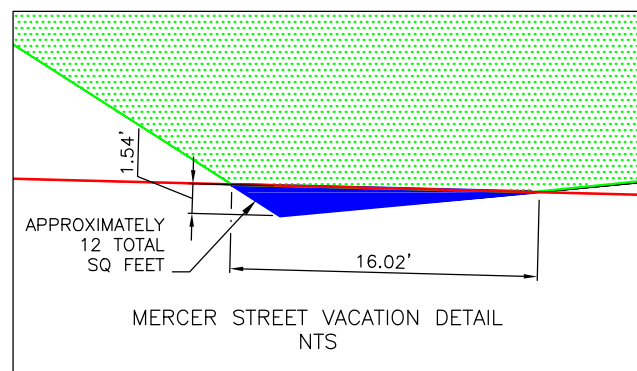 1.54'
APPROXIMATELY
12 TOTAL
SQ FEET
16.02'
MERCER STREET VACATION DETAIL
NTS